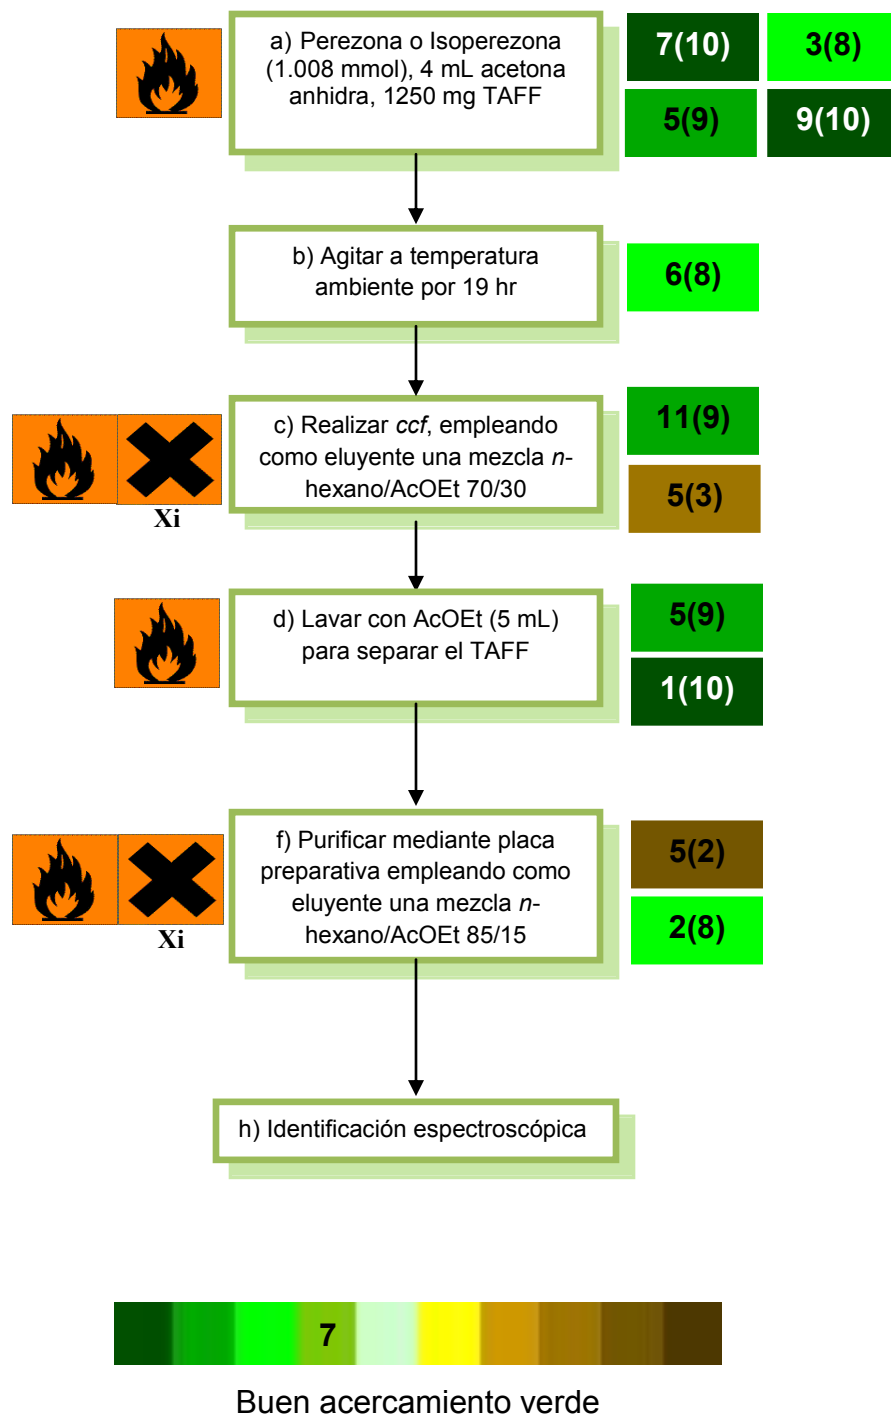 a) Perezona o Isoperezona
(1.008 mmol), 4 mL acetona
anhidra, 1250 mg TAFF
7(10)
3(8)
5(9)
9(10)
b) Agitar a temperatura
ambiente por 19 hr
6(8)
c) Realizar ccf, empleando
como eluyente una mezcla n-
hexano/AcOEt 70/30
Xi
11(9)
5(3)
d) Lavar con AcOEt (5 mL)
para separar el TAFF
5(9)
1(10)
f) Purificar mediante placa
preparativa empleando como
eluyente una mezcla n-
hexano/AcOEt 85/15
Xi
5(2)
2(8)
h) Identificación espectroscópica
7
Buen acercamiento verde